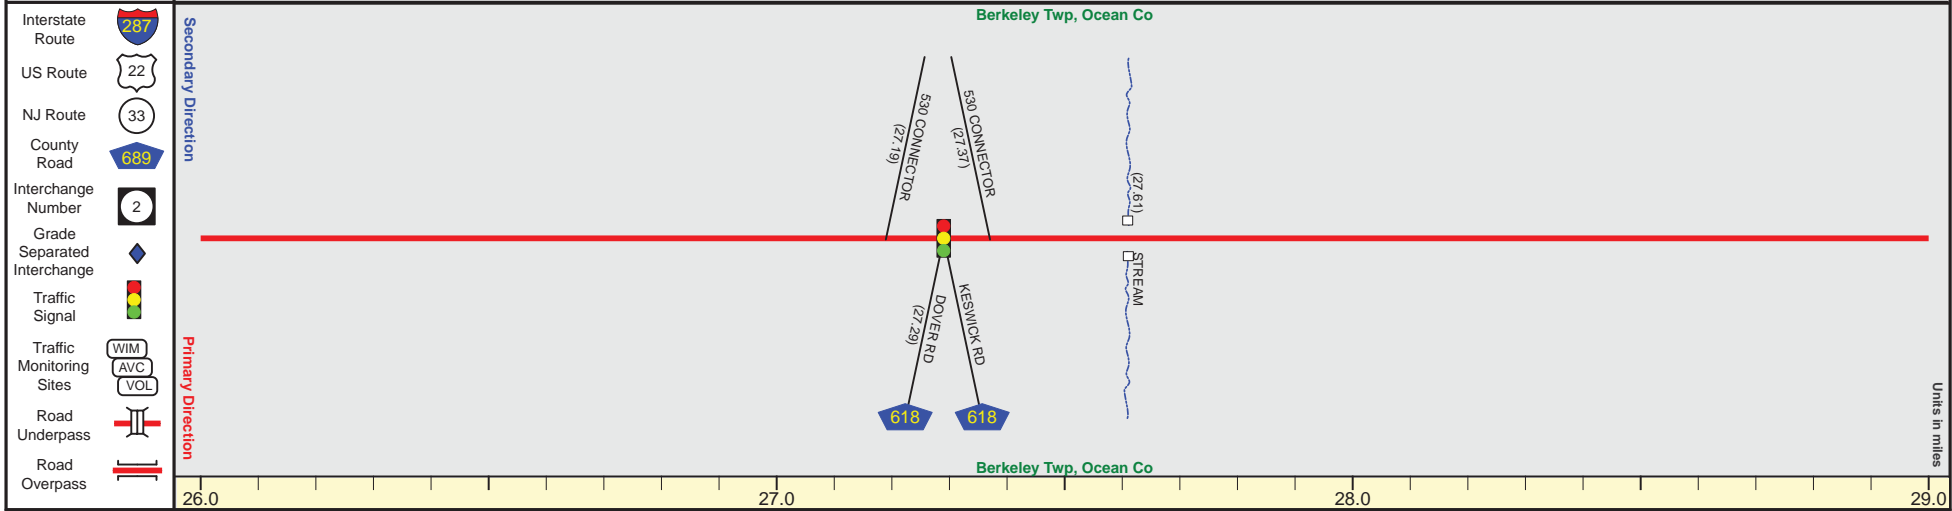 Interstate
Route
287
US Route
22
NJ Route
33
County
Road
689
Interchange
Number
2
Grade
Separated
Interchange
Traffic
Signal
Traffic
Monitoring
Sites
WIM
AVC
VOL
Road
Underpass
Road
Overpass
Secondary Direction
Primary Direction
Berkeley Twp, Ocean Co
530 CONNECTOR
(27.19)
530 CONNECTOR
(27.37)
(27.61)
STREAM
DOVER RD
(27.29)
KESWICK RD
618
618
Berkeley Twp, Ocean Co
Units in miles
26.0
27.0
28.0
29.0